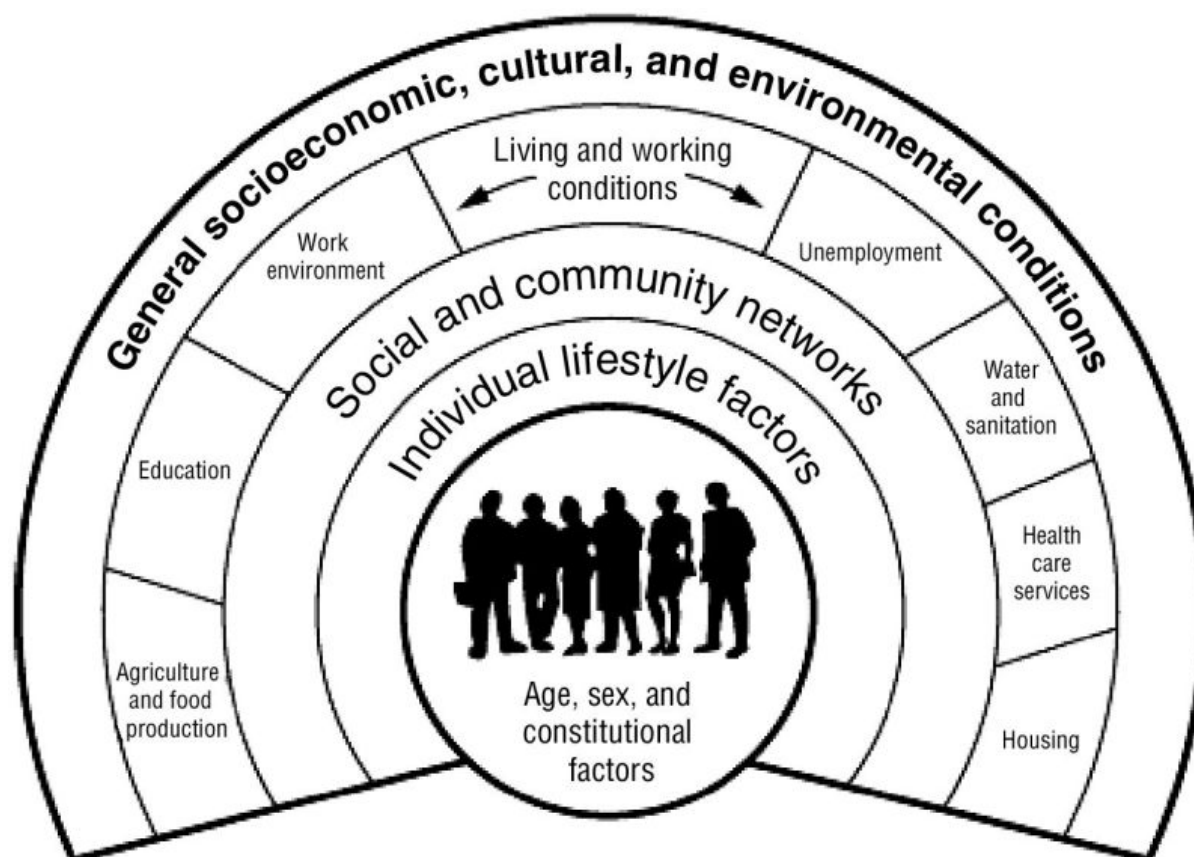 General socioeconomic, cultural, and environmental conditions
Living and working
conditions
Work
environment
Unemployment
Social and community networks
Individual lifestyle factors
Water
and
sanitation
Education
Health
care
services
Agriculture
and food
production
Age, sex, and
constitutional
factors
Housing